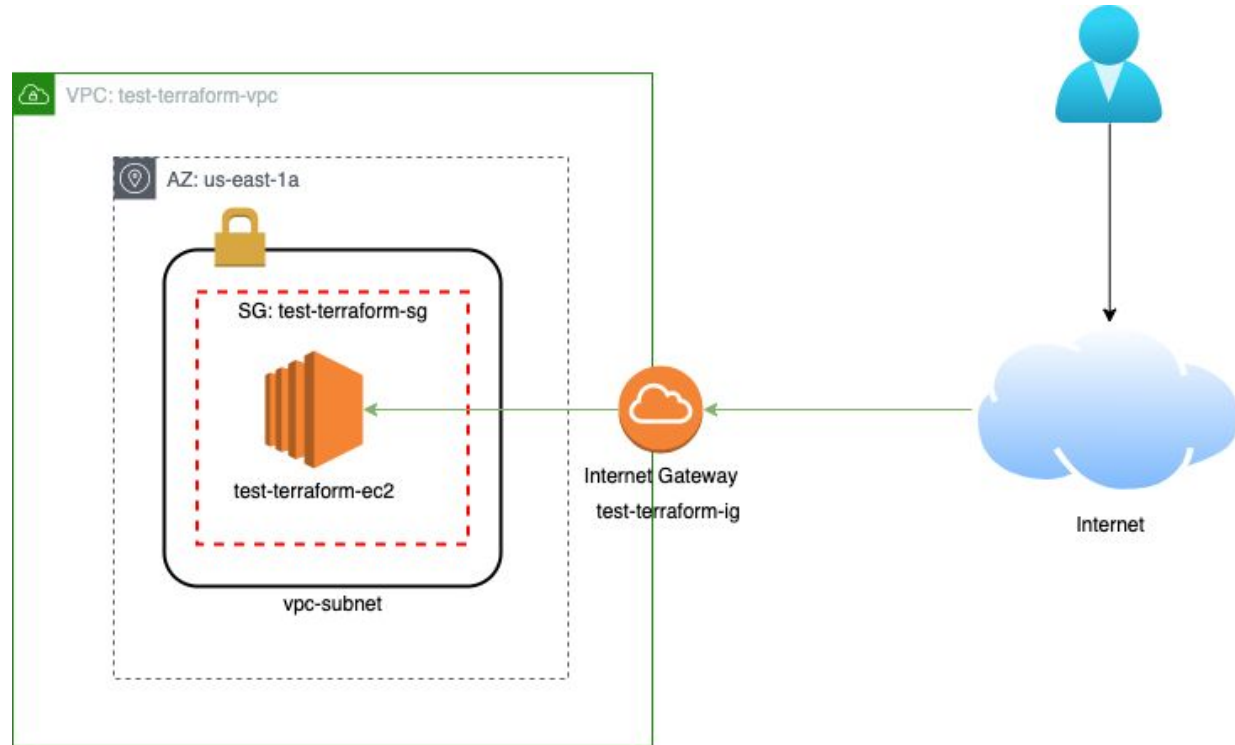 VPC: test-terraform-vpc
AZ: us-east-1a
SG: test-terraform-sg
test-terraform-ec2
vpc-subnet
Internet Gateway
test-terraform-ig
Internet